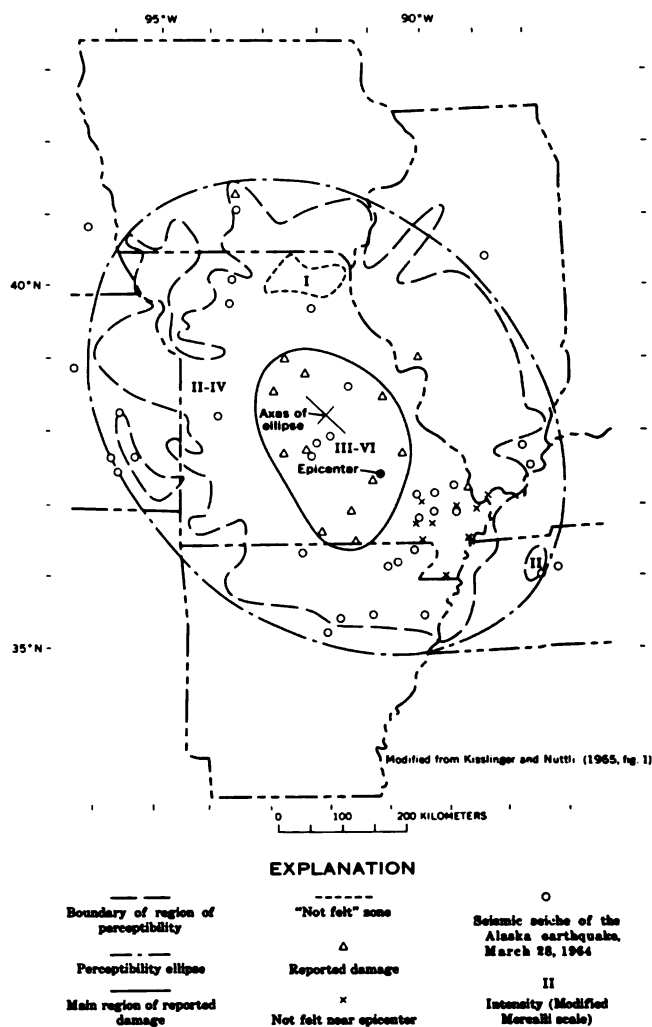 95°W 90°W
40°N
I
II-IV
Axas of
ellipse
III-VI
Epicenter
II
35°N
Modified from Kisslinger and Nuttli (1965, fig. 1)
0 100 200 KILOMETERS
EXPLANATION
Boundary of region of
perceptibility
Perceptibility ellipse
Main region of reported
damage
"Not felt" zone
Reported damage
Not felt near epicenter
Seismic seiche of the
Alaska earthquake,
March 28, 1964
II
Intensity (Modified
Mercalli scale)